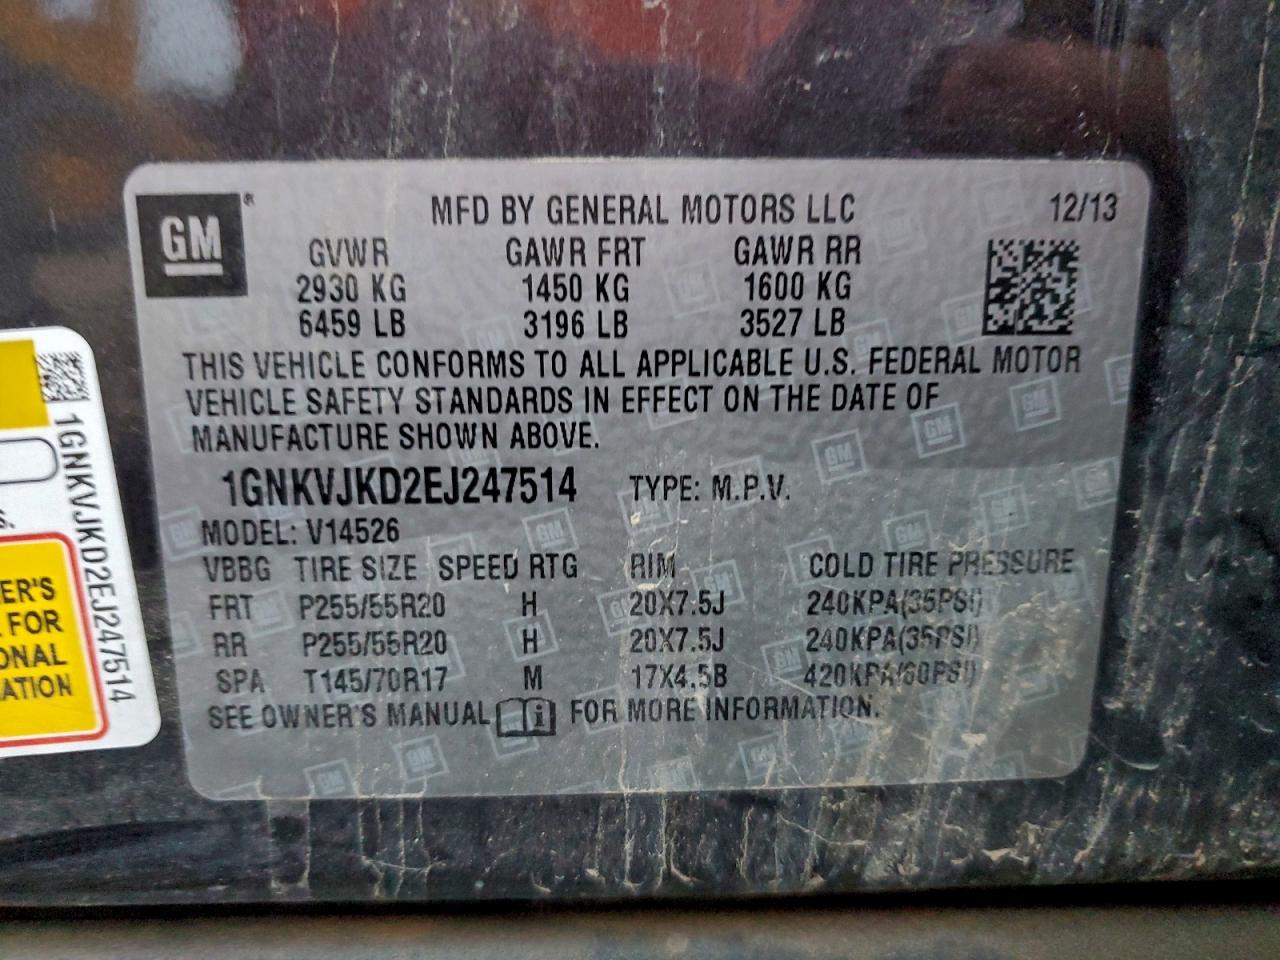 GM ®
MFD BY GENERAL MOTORS LLC 12/13
GVWR GAWR FRT GAWR RR
2930 KG 1450 KG 1600 KG
6459 LB 3196 LB 3527 LB
THIS VEHICLE CONFORMS TO ALL APPLICABLE U.S. FEDERAL MOTOR
VEHICLE SAFETY STANDARDS IN EFFECT ON THE DATE OF
MANUFACTURE SHOWN ABOVE.
1GNKVJKD2EJ247514 TYPE: M.P.V.
MODEL: V14526
VBBG TIRE SIZE SPEED RTG RIM COLD TIRE PRESSURE
FRT P255/55R20 H 20X7.5J 240KPA(35PSI)
RR P255/55R20 H 20X7.5J 240KPA(35PSI)
SPA T145/70R17 M 17X4.5B 420KPA(60PSI)
SEE OWNER'S MANUAL i FOR MORE INFORMATION.
1GNKVJKD2EJ247514
S.
ER'S
FOR
ONAL
ATION